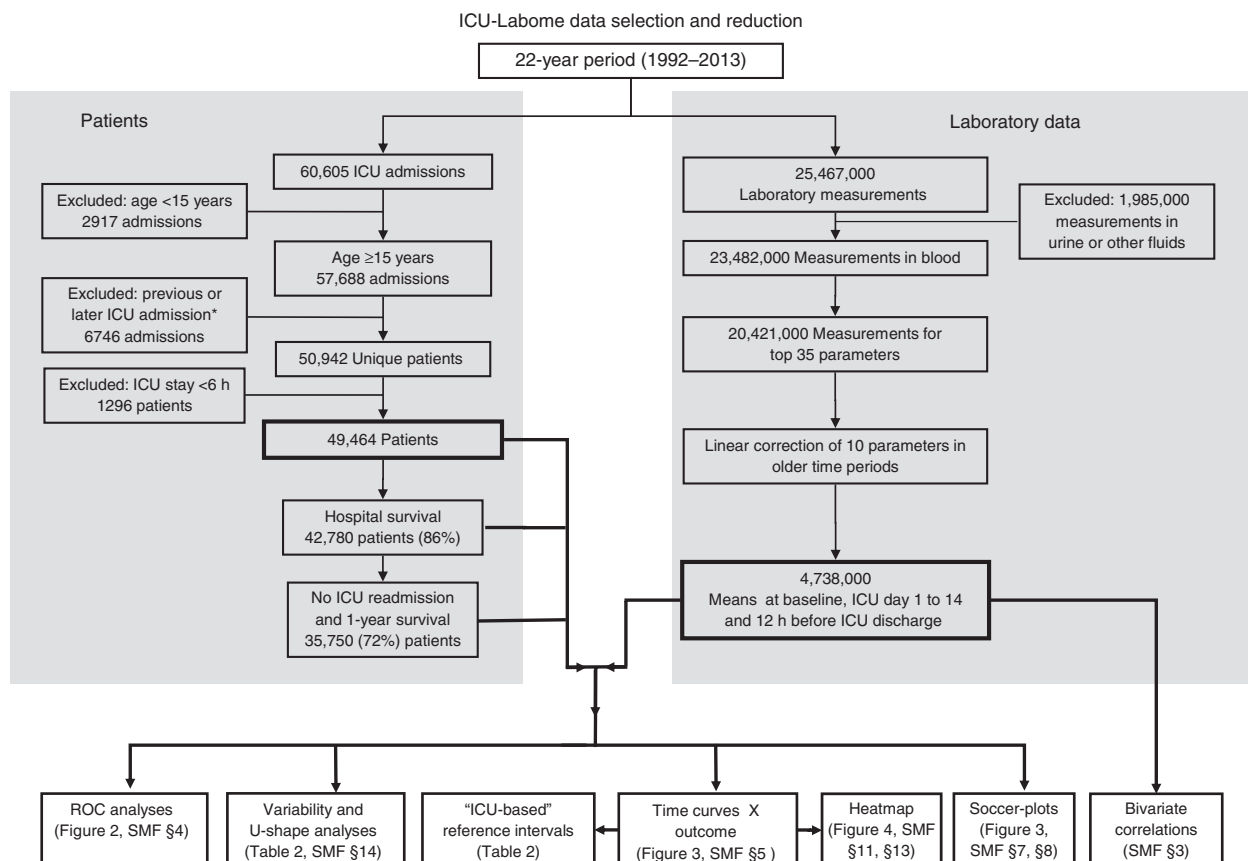 ICU-Labome data selection and reduction
22-year period (1992–2013)
Patients
60,605 ICU admissions
Excluded: age <15 years
2917 admissions
Age ≥15 years
57,688 admissions
Excluded: previous or
later ICU admission*
6746 admissions
50,942 Unique patients
Excluded: ICU stay <6 h
1296 patients
49,464 Patients
Hospital survival
42,780 patients (86%)
No ICU readmission
and 1-year survival
35,750 (72%) patients
Laboratory data
25,467,000
Laboratory measurements
Excluded: 1,985,000
measurements in
urine or other fluids
23,482,000 Measurements in blood
20,421,000 Measurements for
top 35 parameters
Linear correction of 10 parameters in
older time periods
4,738,000
Means at baseline, ICU day 1 to 14
and 12 h before ICU discharge
ROC analyses
(Figure 2, SMF §4)
Variability and
U-shape analyses
(Table 2, SMF §14)
“ICU-based”
reference intervals
(Table 2)
Time curves X
outcome
(Figure 3, SMF §5 )
Heatmap
(Figure 4, SMF
§11, §13)
Soccer-plots
(Figure 3,
SMF §7, §8)
Bivariate
correlations
(SMF §3)